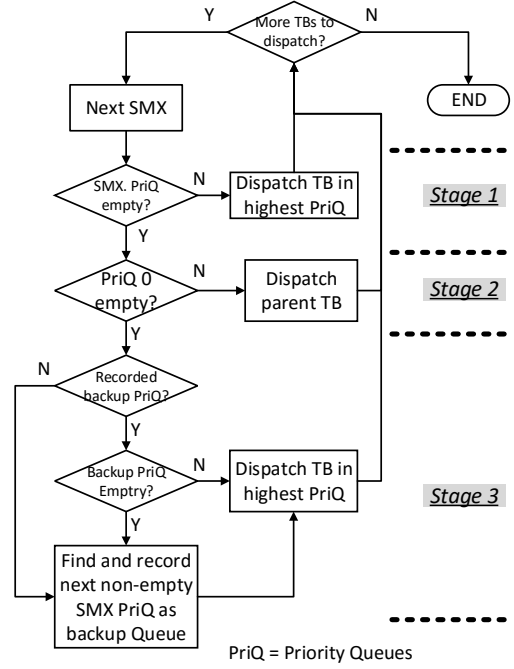 More TBs to
dispatch?
Y
N
Next SMX
END
SMX. PriQ
empty?
N
Dispatch TB in
highest PriQ
Stage 1
Y
PriQ 0
empty?
N
Dispatch
parent TB
Stage 2
Y
N
Recorded
backup PriQ?
Y
Backup PriQ
Emptry?
N
Dispatch TB in
highest PriQ
Stage 3
Y
Find and record
next non-empty
SMX PriQ as
backup Queue
PriQ = Priority Queues